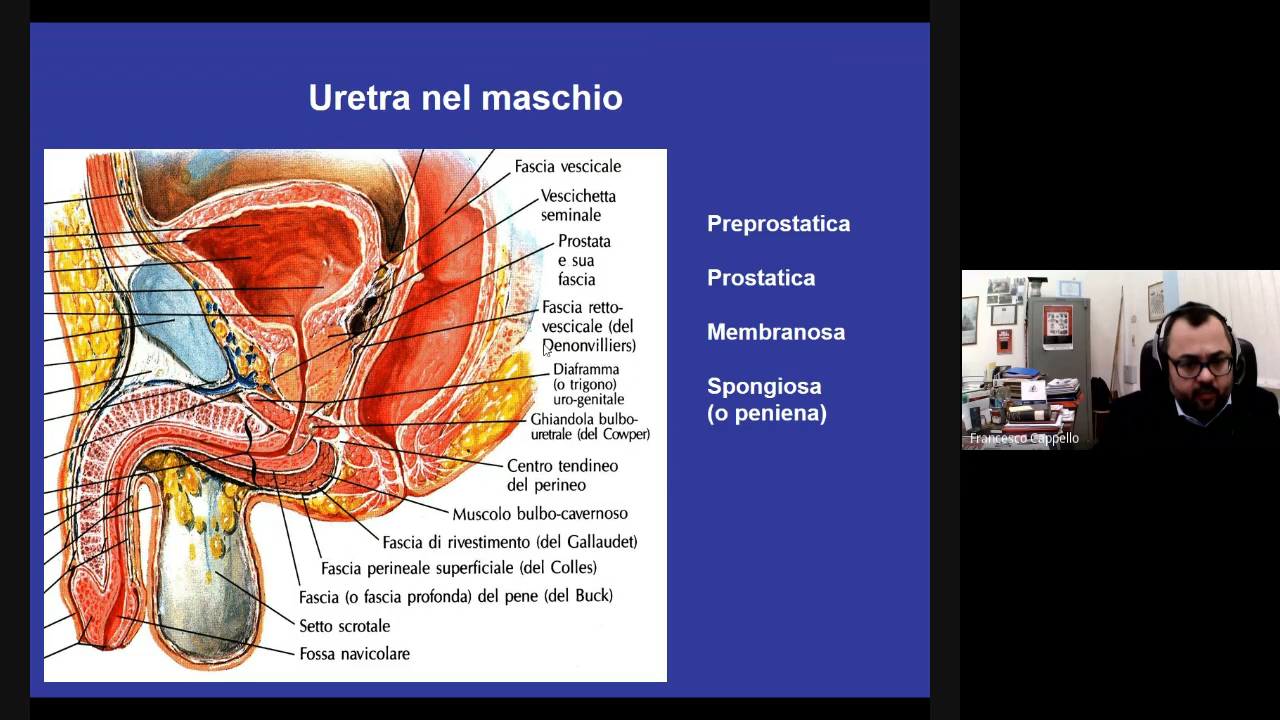 Uretra nel maschio
Fascia vescicale
Vescichetta
seminale
Prostata
e sua
fascia
Fascia retto-
vescicale (del
Denonvilliers)
Diaframma
(o trigono)
uro-genitale
Ghiandola bulbo-
uretrale (del Cowper)
Centro tendineo
del perineo
Muscolo bulbo-cavernoso
Fascia di rivestimento (del Gallaudet)
Fascia perineale superficiale (del Colles)
Fascia (o fascia profonda) del pene (del Buck)
Setto scrotale
Fossa navicolare
Preprostatica
Prostatica
Membranosa
Spongiosa
(o peniena)
Francesco Cappello